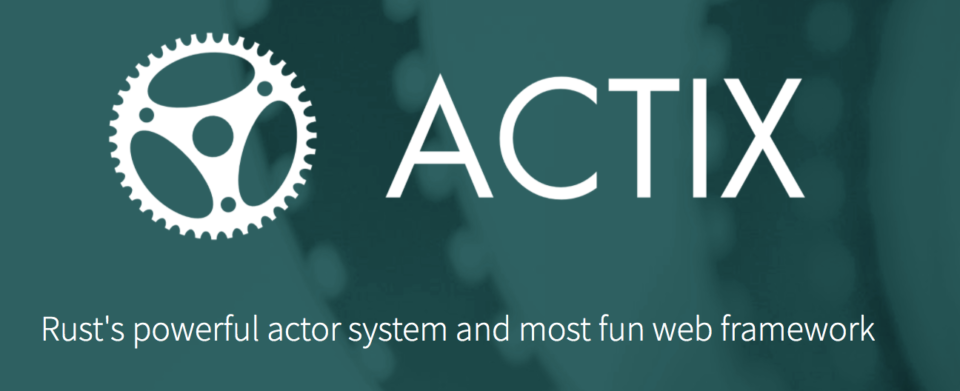 ACTIX
Rust's powerful actor system and most fun web framework